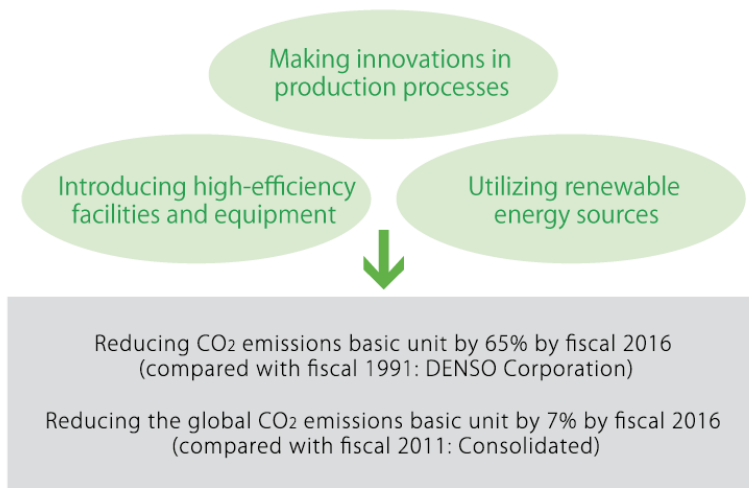 Making innovations in
production processes
Introducing high-efficiency
facilities and equipment
Utilizing renewable
energy sources
Reducing CO2 emissions basic unit by 65% by fiscal 2016
(compared with fiscal 1991: DENSO Corporation)
Reducing the global CO2 emissions basic unit by 7% by fiscal 2016
(compared with fiscal 2011: Consolidated)